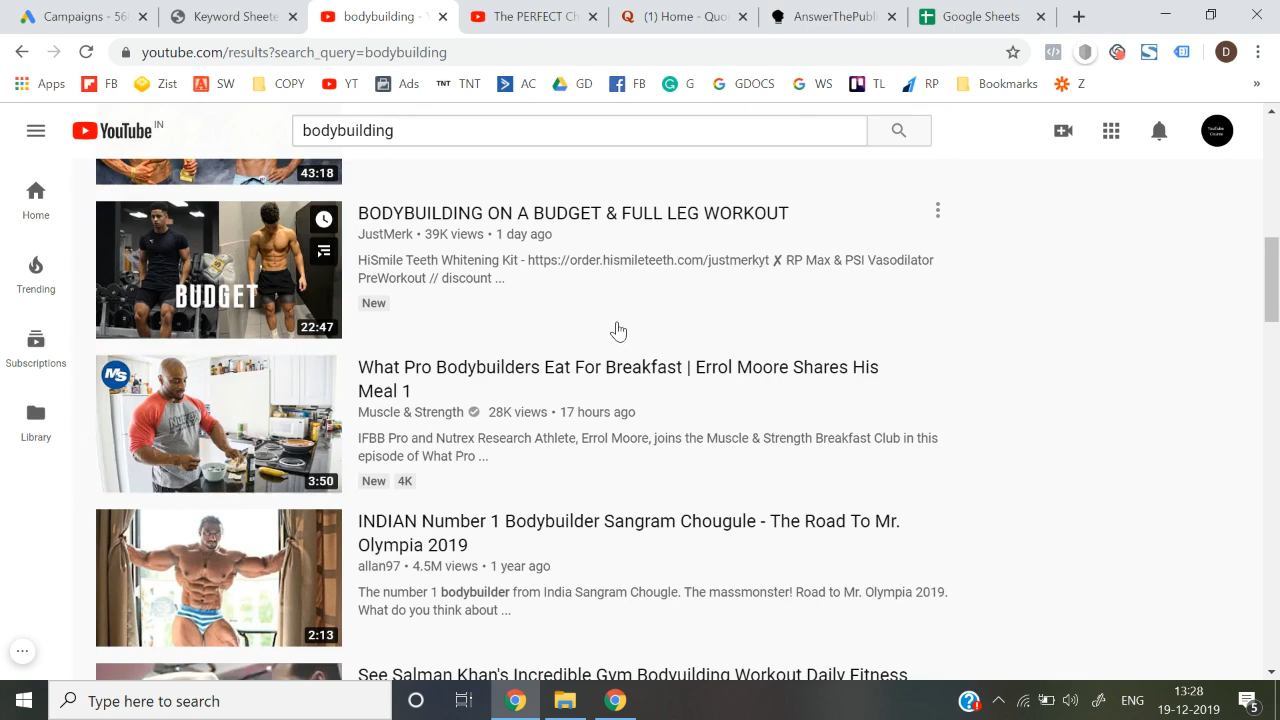 Campaigns - 56
Keyword Sheete
bodybuilding -
The PERFECT Ch
(1) Home - Quo
AnswerThePubli
Google Sheets
youtube.com/results?search_query=bodybuilding
D
Apps
FB
Zist
SW
COPY
YT
Ads
TNT TNT
AC
GD
FB
G
GDOCS
WS
TL
RP
Bookmarks
Z
»
YouTube IN
bodybuilding
Home
Trending
Subscriptions
Library
43:18
BODYBUILDING ON A BUDGET & FULL LEG WORKOUT
JustMerk • 39K views • 1 day ago
HiSmile Teeth Whitening Kit - https://order.hismileteeth.com/justmerkyt ✗ RP Max & PSI Vasodilator
PreWorkout // discount ...
New
BUDGET
22:47
What Pro Bodybuilders Eat For Breakfast | Errol Moore Shares His
Meal 1
Muscle & Strength 28K views • 17 hours ago
IFBB Pro and Nutrex Research Athlete, Errol Moore, joins the Muscle & Strength Breakfast Club in this
episode of What Pro ...
New 4K
MS
3:50
INDIAN Number 1 Bodybuilder Sangram Chougule - The Road To Mr.
Olympia 2019
allan97 • 4.5M views • 1 year ago
The number 1 bodybuilder from India Sangram Chougle. The massmonster! Road to Mr. Olympia 2019.
What do you think about ...
2:13
See Salman Khan's Incredible Gym Bodybuilding Workout Daily Fitness
Type here to search
ENG
13:28
19-12-2019
5